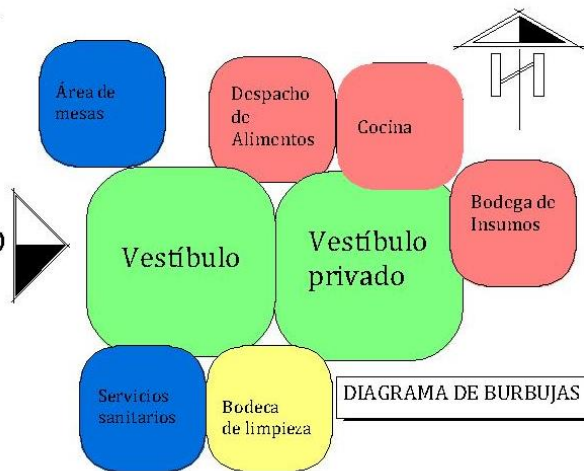 Área de
mesas
Despacho
de
Alimentos
Cocina
Bodega de
Insumos
Vestíbulo
Vestíbulo
privado
Servicios
sanitarios
Bodeca
de limpieza
DIAGRAMA DE BURBUJAS
N